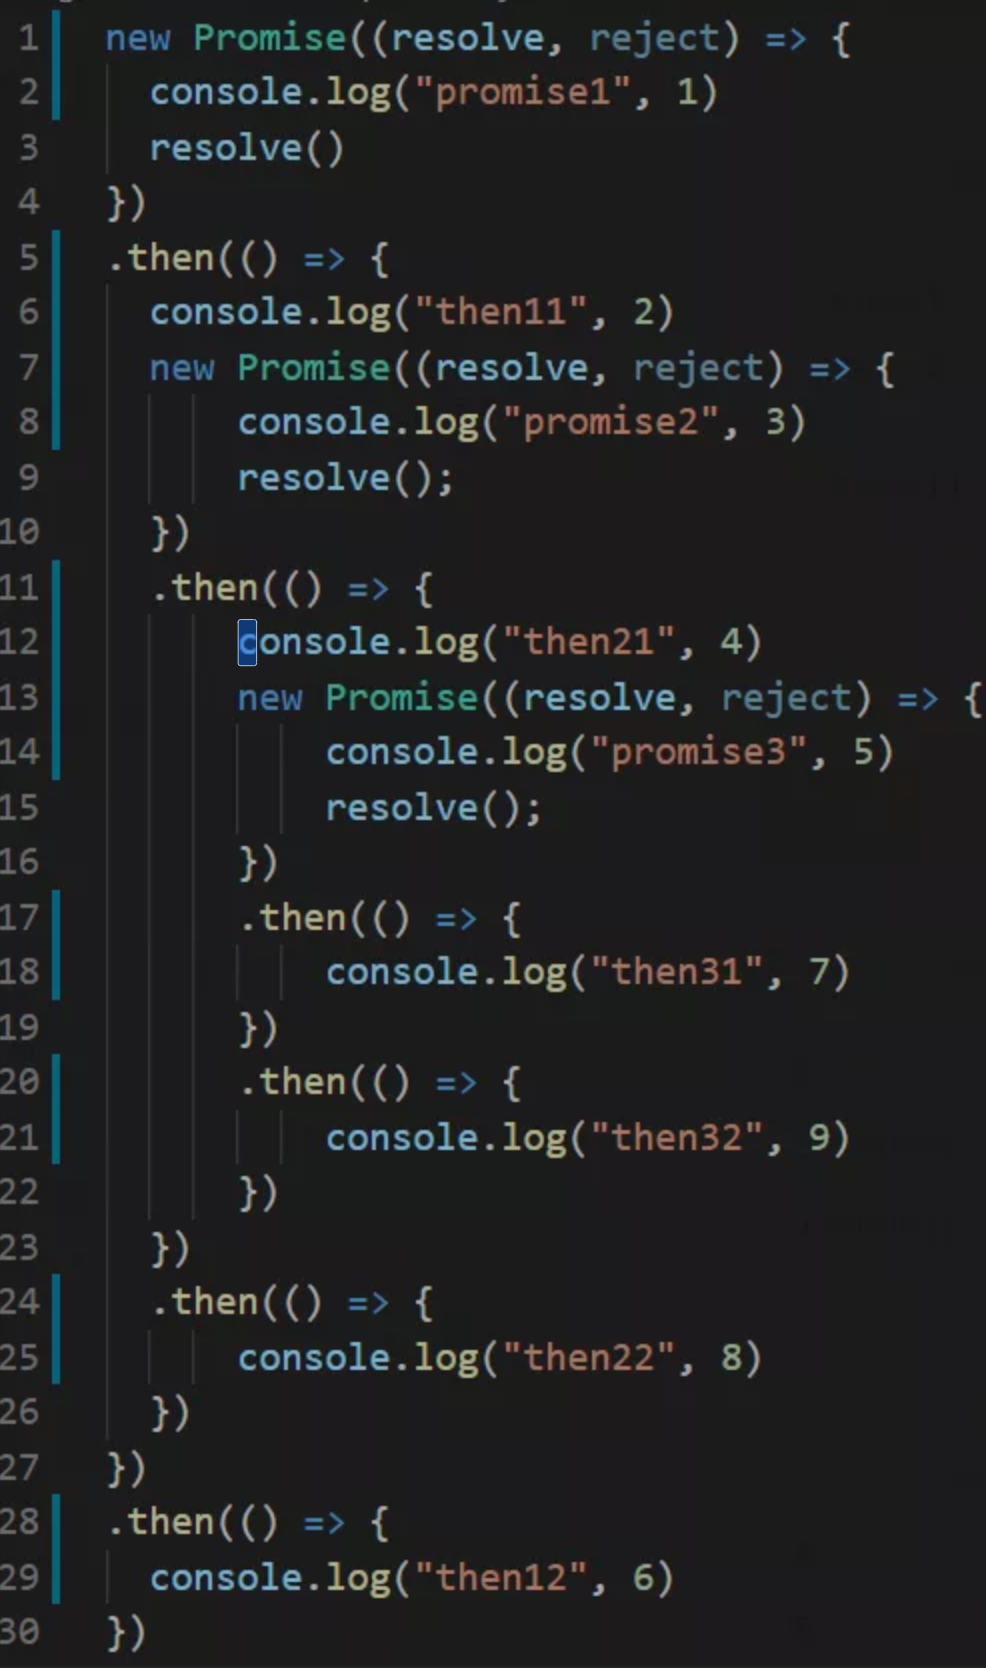 1 new Promise((resolve, reject) => {
2 console.log("promise1", 1)
3 resolve()
4 })
5 .then(() => {
6 console.log("then11", 2)
7 new Promise((resolve, reject) => {
8 console.log("promise2", 3)
9 resolve();
10 })
11 .then(() => {
12 console.log("then21", 4)
13 new Promise((resolve, reject) => {
14 console.log("promise3", 5)
15 resolve();
16 })
17 .then(() => {
18 console.log("then31", 7)
19 })
20 .then(() => {
21 console.log("then32", 9)
22 })
23 })
24 .then(() => {
25 console.log("then22", 8)
26 })
27 })
28 .then(() => {
29 console.log("then12", 6)
30 })